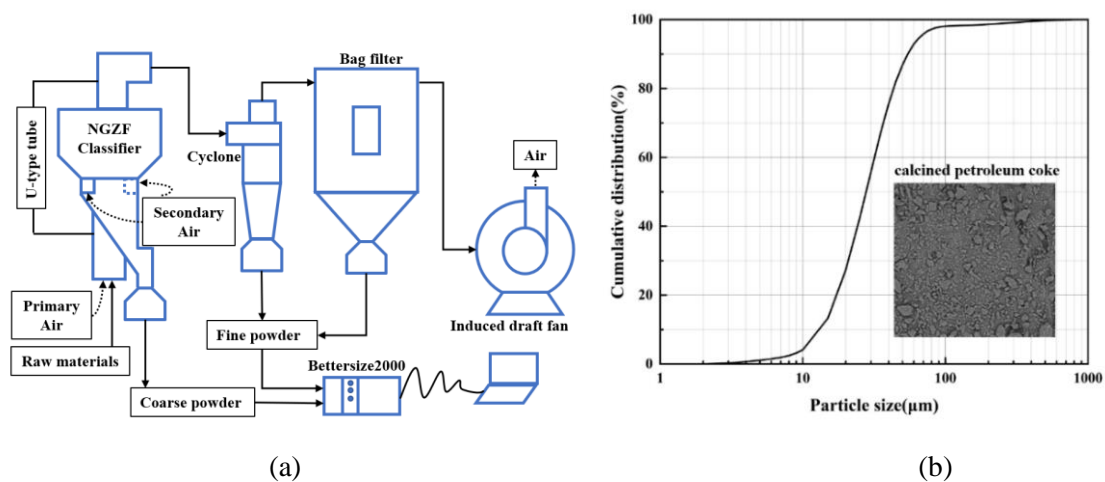 Bag filter
NGZF
Classifier
U-type tube
Cyclone
Air
Secondary
Air
Primary
Air
Induced draft fan
Fine powder
Raw materials
Bettersize2000
Coarse powder
(a)
Cumulative distribution(%)
100
80
60
40
20
0
calcined petroleum coke
1
10
100
1000
Particle size(μm)
(b)